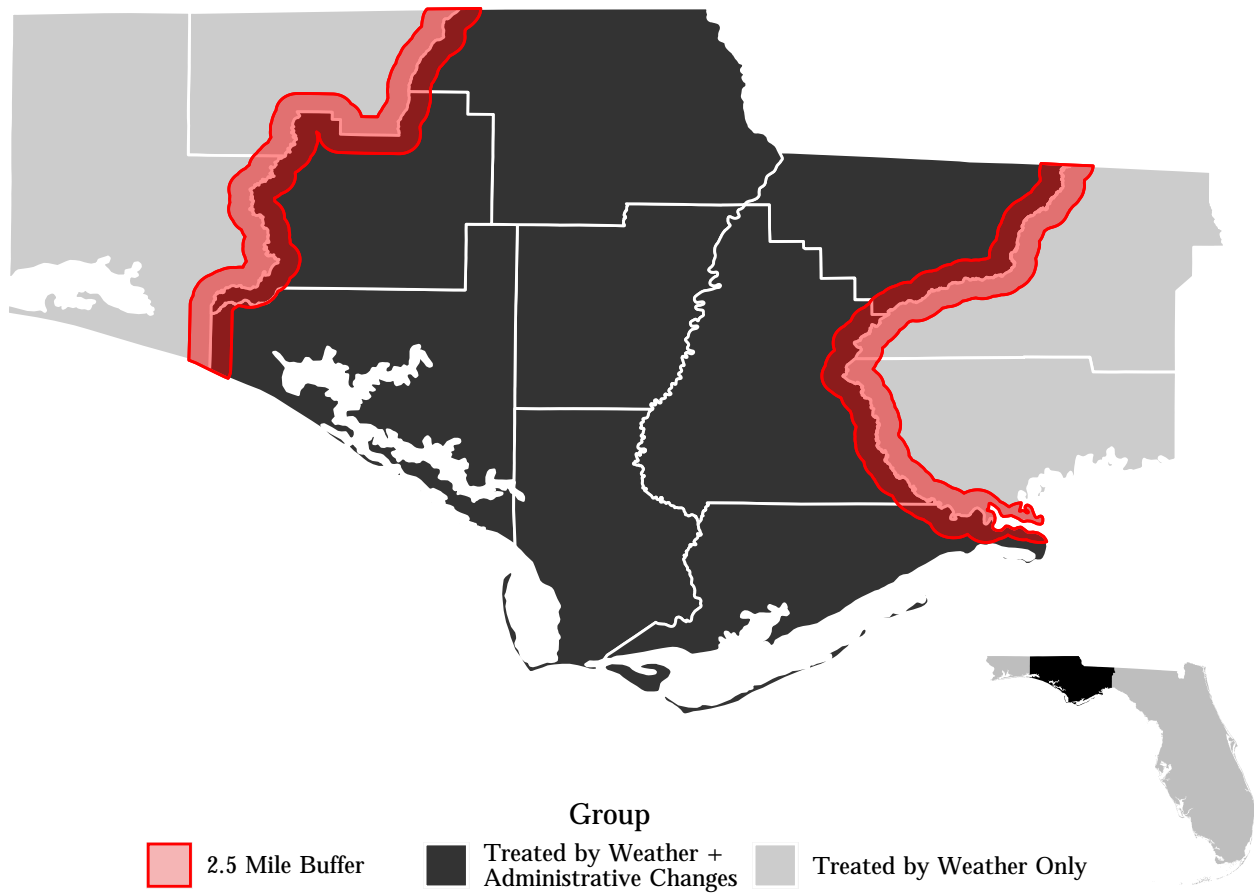 Group
2.5 Mile Buffer
Treated by Weather +
Administrative Changes
Treated by Weather Only